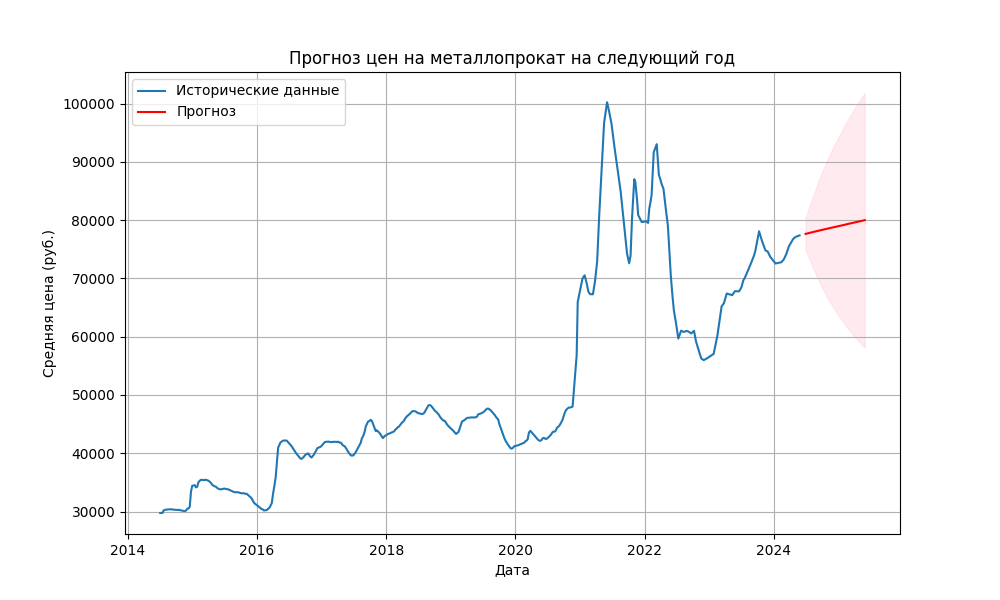 Прогноз цен на металлопрокат на следующий год
Исторические данные
Прогноз
100000
90000
80000
70000
60000
50000
40000
30000
Средняя цена (руб.)
2014
2016
2018
2020
2022
2024
Дата